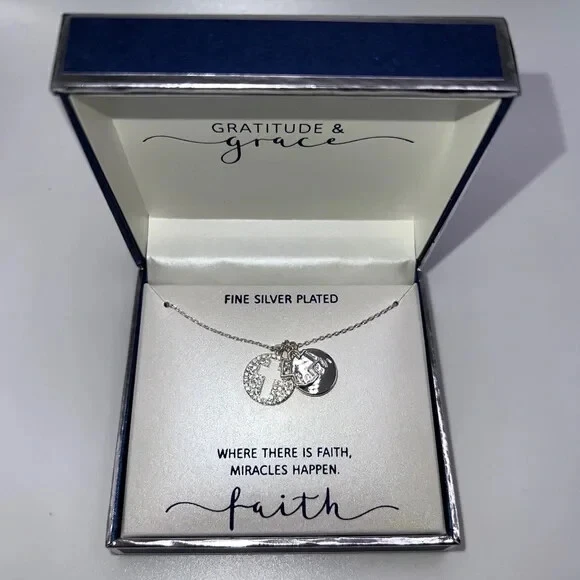 GRATITUDE &
grace
FINE SILVER PLATED
WHERE THERE IS FAITH,
MIRACLES HAPPEN.
faith